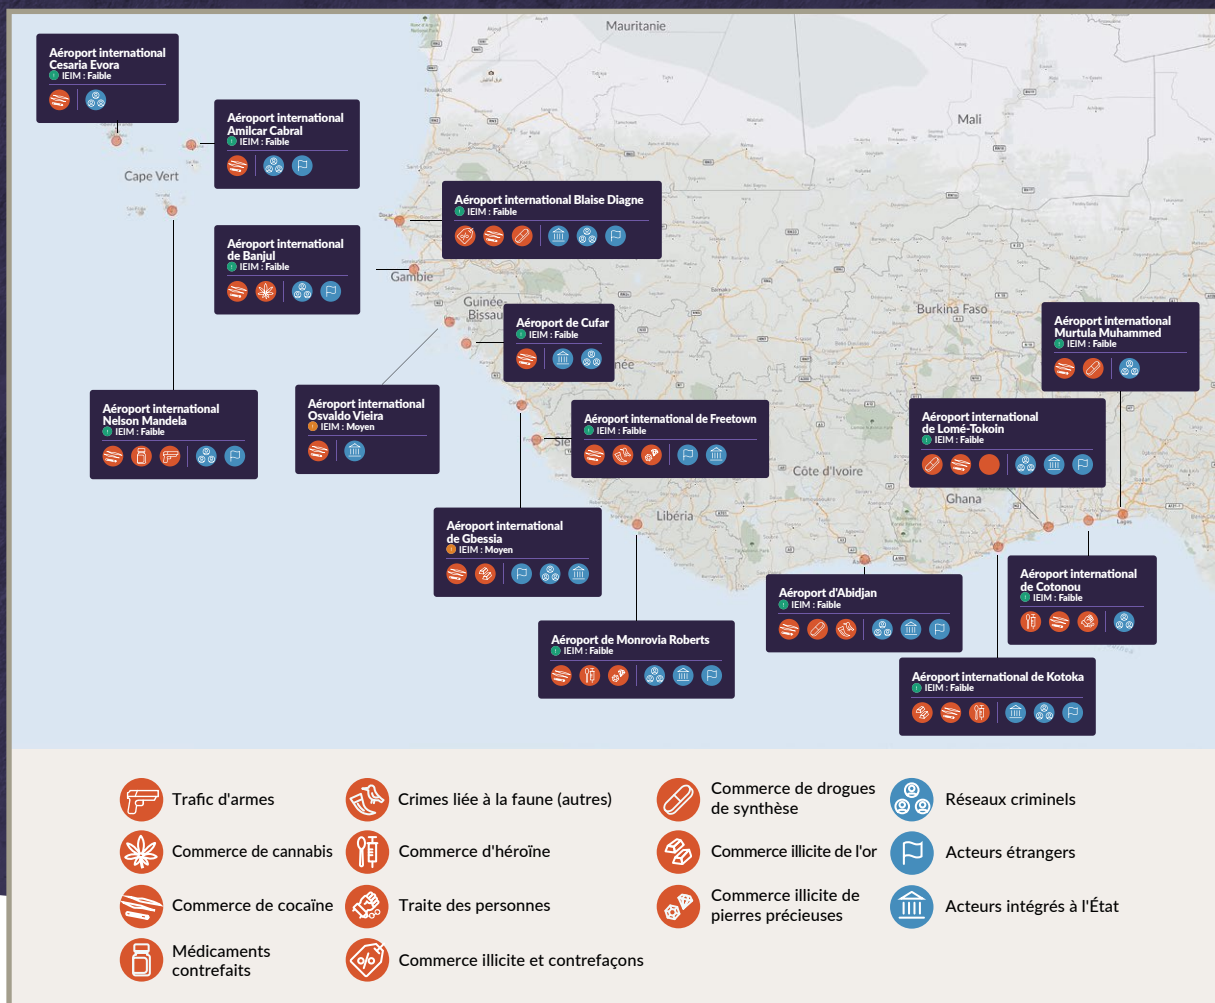 Mauritanie
Aéroport international
Cesaria Evora
IEIM : Faible
Aéroport international
Amilcar Cabral
IEIM : Faible
Mali
Cape Vert
Aéroport international Blaise Diagne
IEIM : Faible
Aéroport international
de Banjul
IEIM : Faible
Gambie
Guinée-
Bissau
Aéroport de Cufar
IEIM : Faible
Burkina Faso
Aéroport international
Murtula Muhammed
IEIM : Faible
Aéroport international
Nelson Mandela
IEIM : Faible
Aéroport international
Osvaldo Vieira
IEIM : Moyen
Aéroport international de Freetown
IEIM : Faible
Aéroport international
de Lomé-Tokoin
IEIM : Faible
Côte d'Ivoire
Ghana
Libéria
Lagos
Aéroport international
de Gbessia
IEIM : Moyen
Aéroport international
de Cotonou
IEIM : Faible
Aéroport d'Abidjan
IEIM : Faible
Aéroport de Monrovia Roberts
IEIM : Faible
Aéroport international de Kotoka
IEIM : Faible
Trafic d'armes
Crimes liée à la faune (autres)
Commerce de drogues
de synthèse
Réseaux criminels
Commerce de cannabis
Commerce d'héroïne
Commerce illicite de l'or
Acteurs étrangers
Commerce de cocaïne
Traite des personnes
Commerce illicite de
pierres précieuses
Acteurs intégrés à l'État
Médicaments
contrefaits
Commerce illicite et contrefaçons